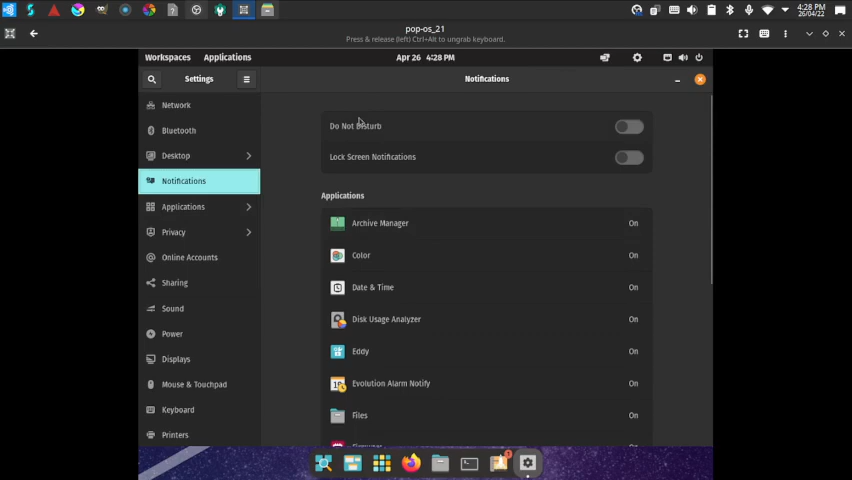 4:28 PM
26/04/22
pop-os_21
Press & release (left) Ctrl+Alt to ungrab keyboard.
Workspaces Applications Apr 26 4:28 PM
Settings Notifications
Network
Bluetooth
Desktop
Notifications
Applications
Privacy
Online Accounts
Sharing
Sound
Power
Displays
Mouse & Touchpad
Keyboard
Printers
Do Not Disturb
Lock Screen Notifications
Applications
Archive Manager On
Color On
Date & Time On
Disk Usage Analyzer On
Eddy On
Evolution Alarm Notify On
Files On